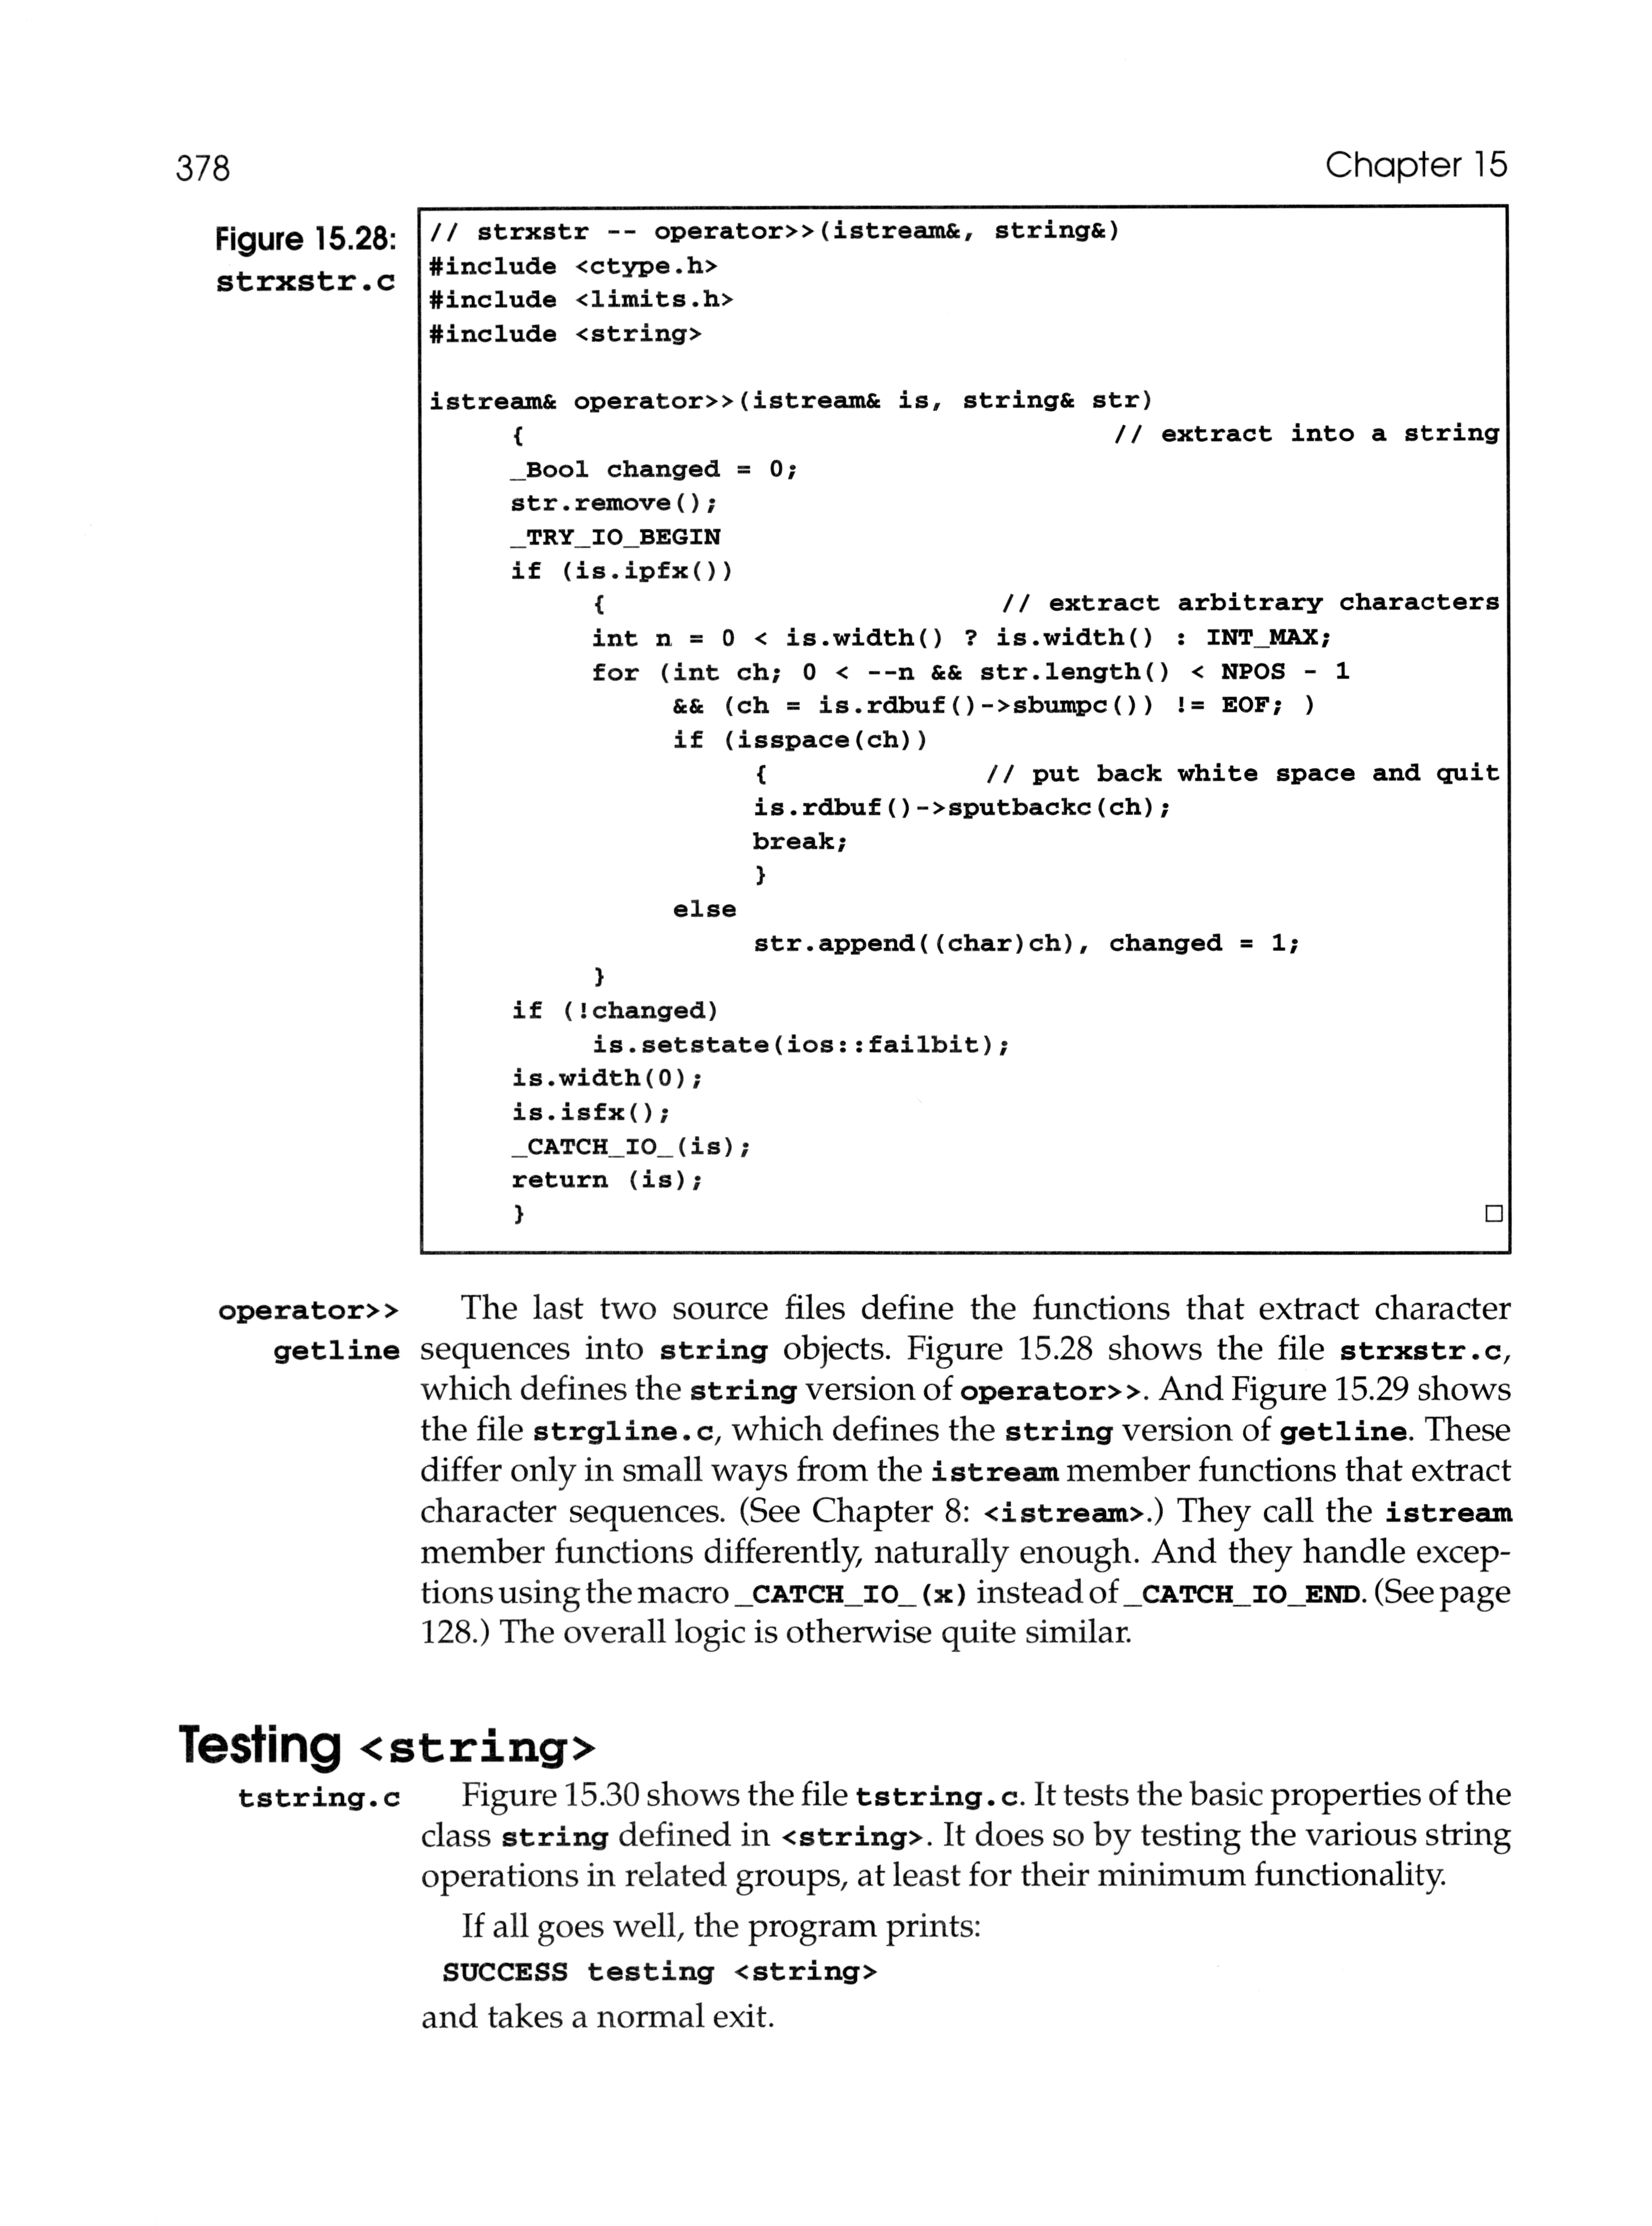 378
Chapter 15
Figure 15.28:
strxstr.c
// strxstr -- operator>>(istream&, string&)
#include <ctype.h>
#include <limits.h>
#include <string>
istream& operator>>(istream& is, string& str)
{ // extract into a string
_Bool changed = 0;
str.remove();
_TRY_IO_BEGIN
if (is.ipfx())
{ // extract arbitrary characters
int n = 0 < is.width() ? is.width() : INT_MAX;
for (int ch; 0 < --n && str.length() < NPOS - 1
&& (ch = is.rdbuf()->sbumpc()) != EOF; )
if (isspace(ch))
{ // put back white space and quit
is.rdbuf()->sputbackc(ch);
break;
}
else
str.append((char)ch), changed = 1;
}
if (!changed)
is.setstate(ios::failbit);
is.width(0);
is.isfx();
_CATCH_IO_(is);
return (is);
}
operator>>
getline
The last two source files define the functions that extract character
sequences into string objects. Figure 15.28 shows the file strxstr.c,
which defines the string version of operator>>. And Figure 15.29 shows
the file strgline.c, which defines the string version of getline. These
differ only in small ways from the istream member functions that extract
character sequences. (See Chapter 8: <istream>.) They call the istream
member functions differently, naturally enough. And they handle excep-
tions using the macro _CATCH_IO_(x) instead of _CATCH_IO_END. (See page
128.) The overall logic is otherwise quite similar.
Testing <string>
tstring.c
Figure 15.30 shows the file tstring.c. It tests the basic properties of the
class string defined in <string>. It does so by testing the various string
operations in related groups, at least for their minimum functionality.
If all goes well, the program prints:
SUCCESS testing <string>
and takes a normal exit.